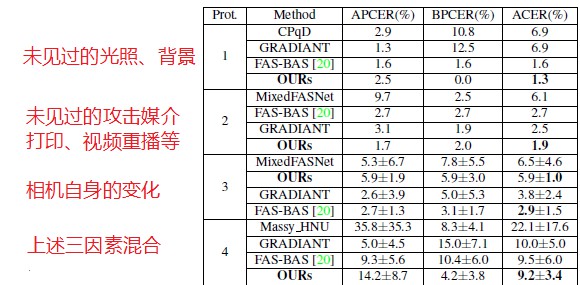 Prot. Method APCER(%) BPCER(%) ACER(%)
未见过的光照、背景
1
CPqD 2.9 10.8 6.9
GRADIANT 1.3 12.5 6.9
FAS-BAS [20] 1.6 1.6 1.6
OURs 2.5 0.0 1.3
未见过的攻击媒介
打印、视频重播等
2
MixedFASNet 9.7 2.5 6.1
FAS-BAS [20] 2.7 2.7 2.7
GRADIANT 3.1 1.9 2.5
OURs 1.7 2.0 1.9
相机自身的变化
3
MixedFASNet 5.3±6.7 7.8±5.5 6.5±4.6
OURs 5.9±1.9 5.9±3.0 5.9±1.0
GRADIANT 2.6±3.9 5.0±5.3 3.8±2.4
FAS-BAS [20] 2.7±1.3 3.1±1.7 2.9±1.5
上述三因素混合
4
Massy_HNU 35.8±35.3 8.3±4.1 22.1±17.6
GRADIANT 5.0±4.5 15.0±7.1 10.0±5.0
FAS-BAS [20] 9.3±5.6 10.4±6.0 9.5±6.0
OURs 14.2±8.7 4.2±3.8 9.2±3.4